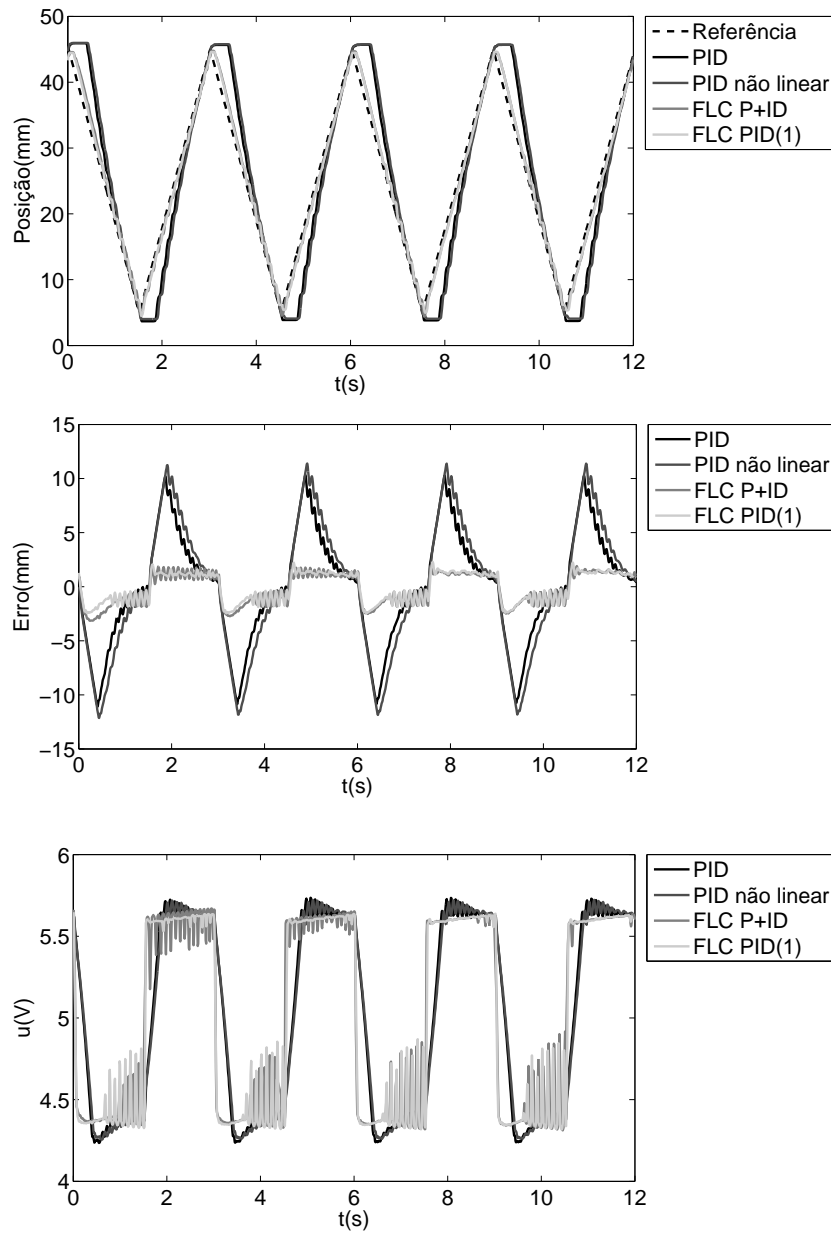 50
40
30
20
10
0
Posição(mm)
0 2 4 6 8 10 12
t(s)
Referência
PID
PID não linear
FLC P+ID
FLC PID(1)
15
10
5
0
−5
−10
−15
Erro(mm)
0 2 4 6 8 10 12
t(s)
PID
PID não linear
FLC P+ID
FLC PID(1)
6
5.5
5
4.5
4
u(V)
0 2 4 6 8 10 12
t(s)
PID
PID não linear
FLC P+ID
FLC PID(1)